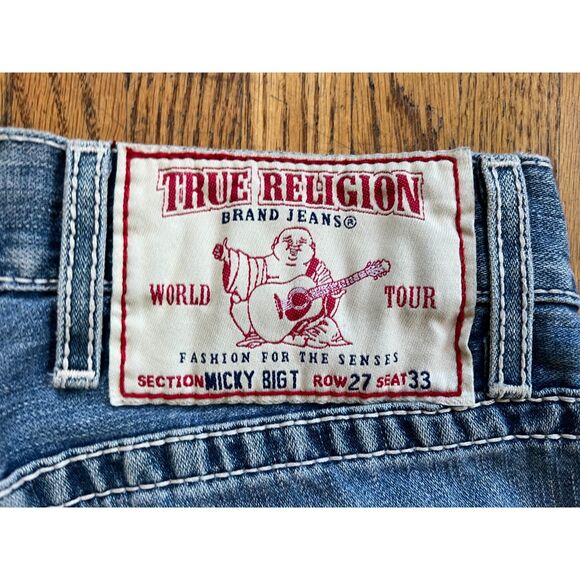 TRUE RELIGION
BRAND JEANS®
WORLD TOUR
FASHION FOR THE SENSES
SECTION MICKY BIG T ROW 27 SEAT 33